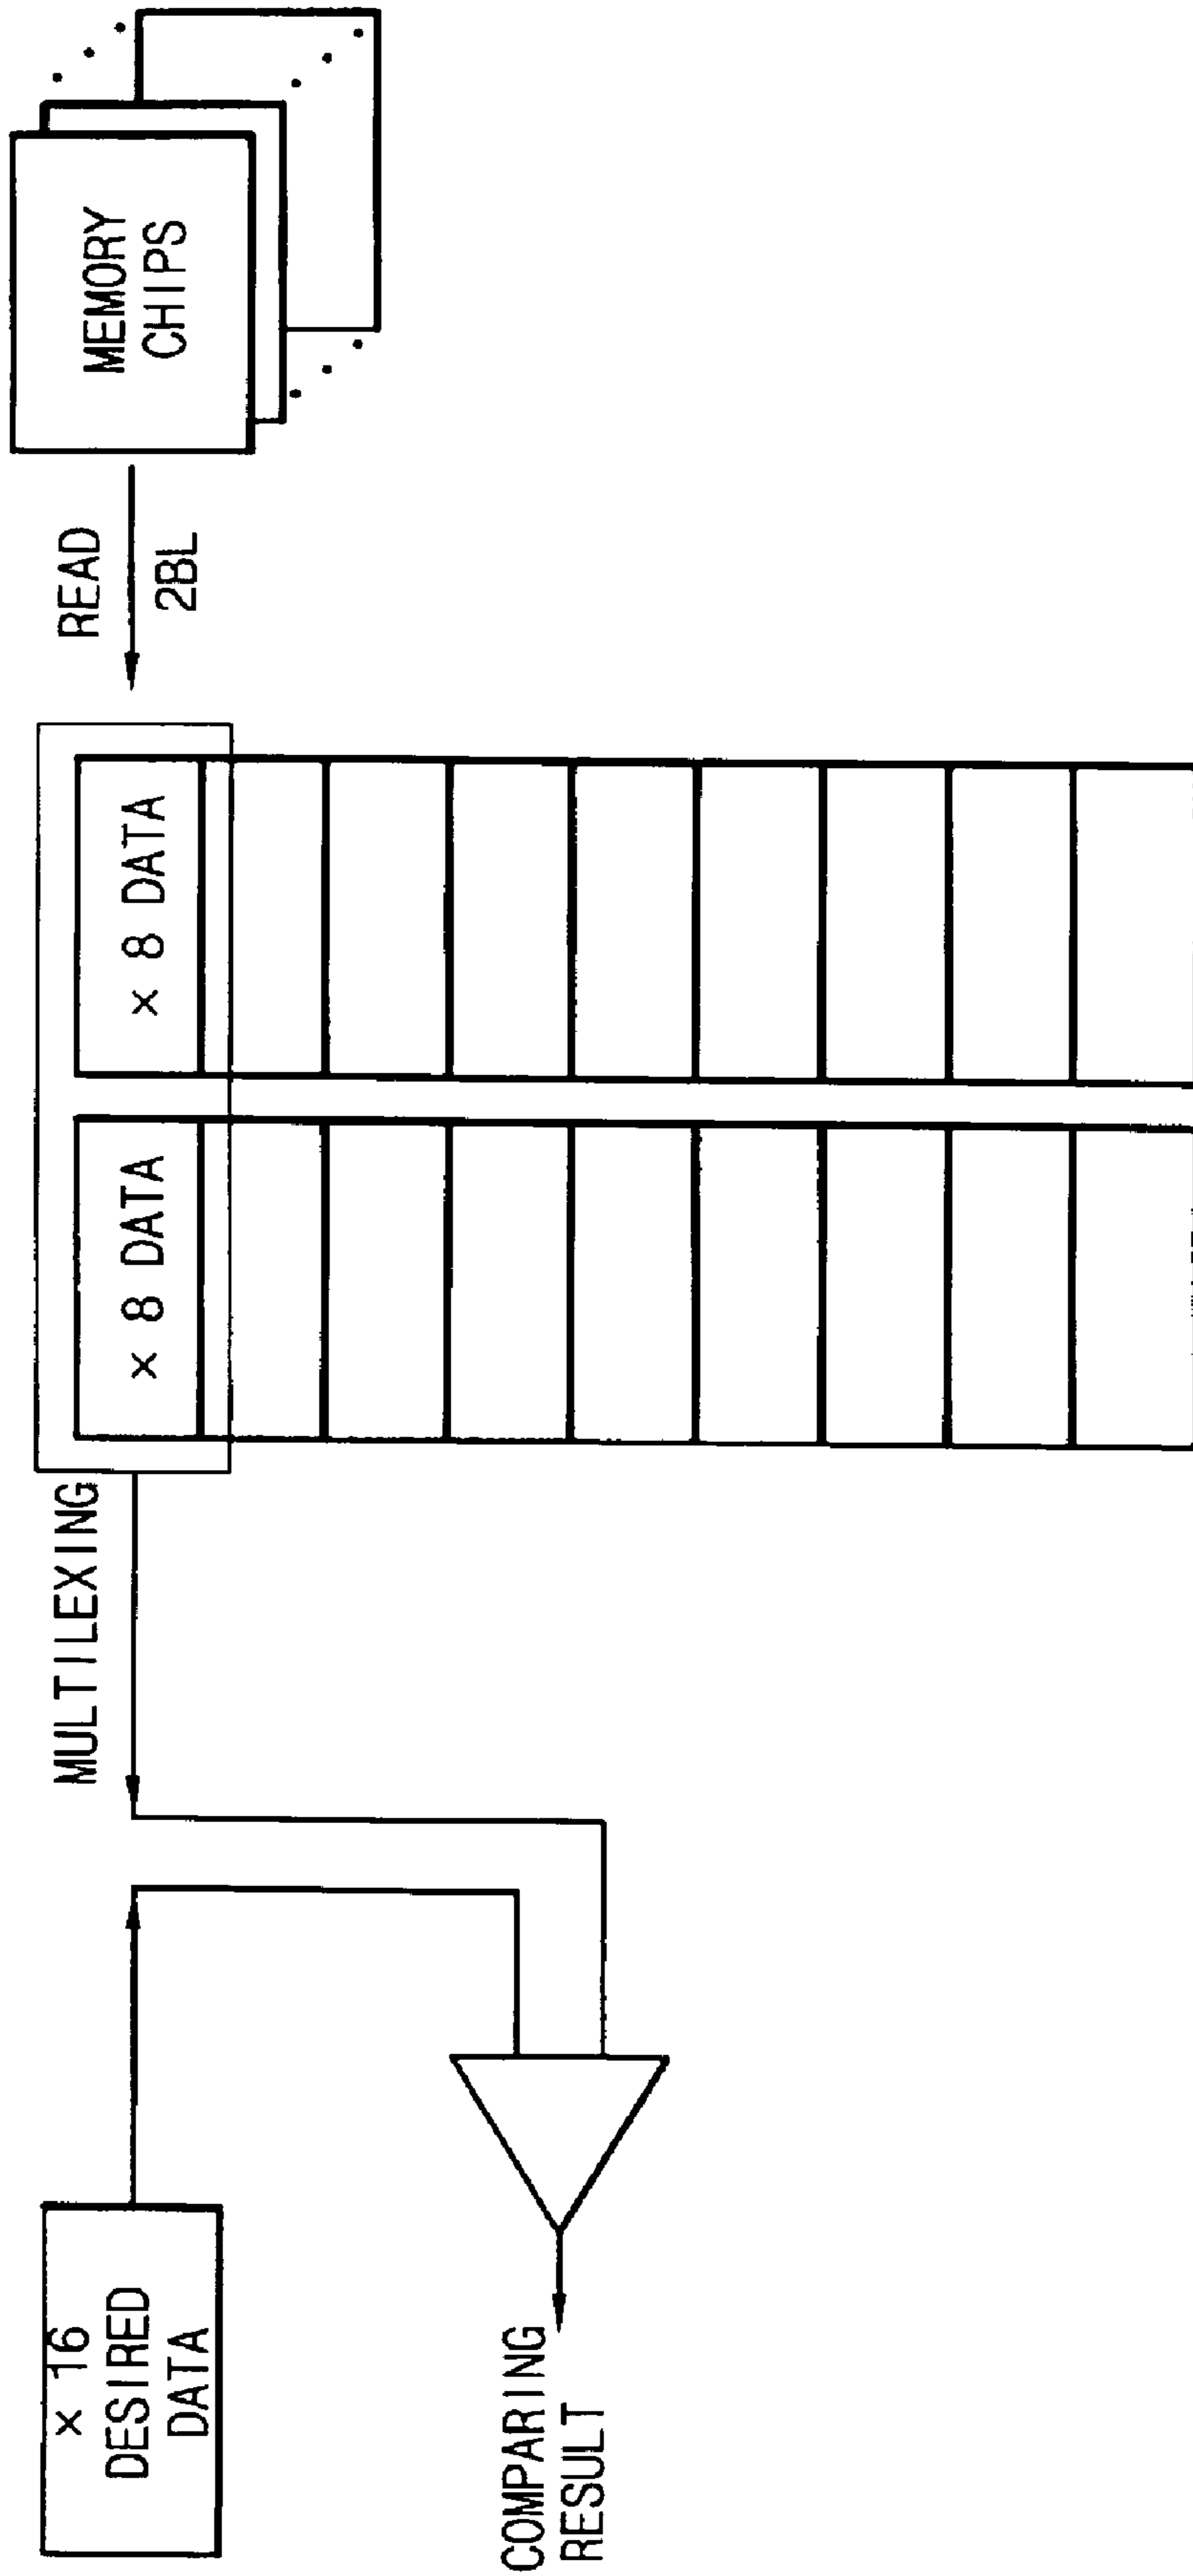 × 16
DESIRED
DATA
MULTILEXING
× 8 DATA
× 8 DATA
READ
2BL
MEMORY
CHIPS
COMPARING
RESULT